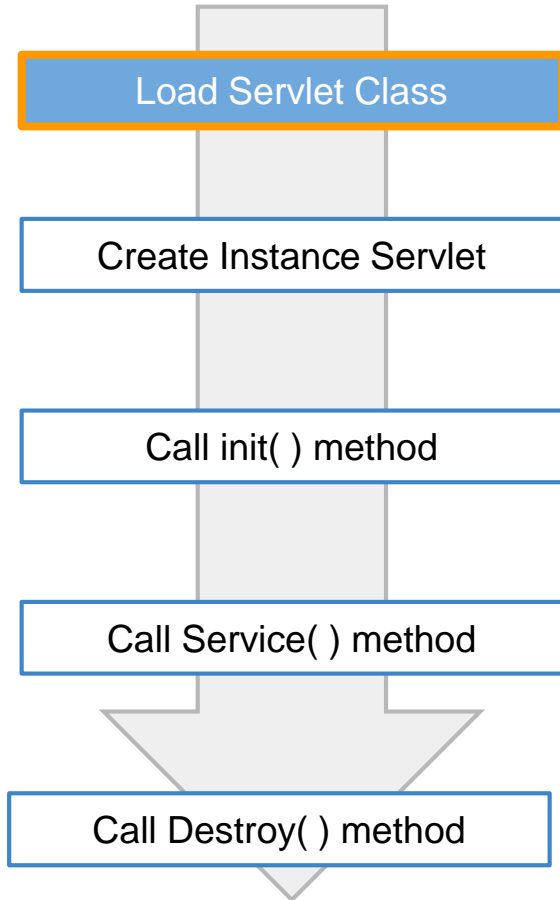 Load Servlet Class
Create Instance Servlet
Call init( ) method
Call Service( ) method
Call Destroy( ) method